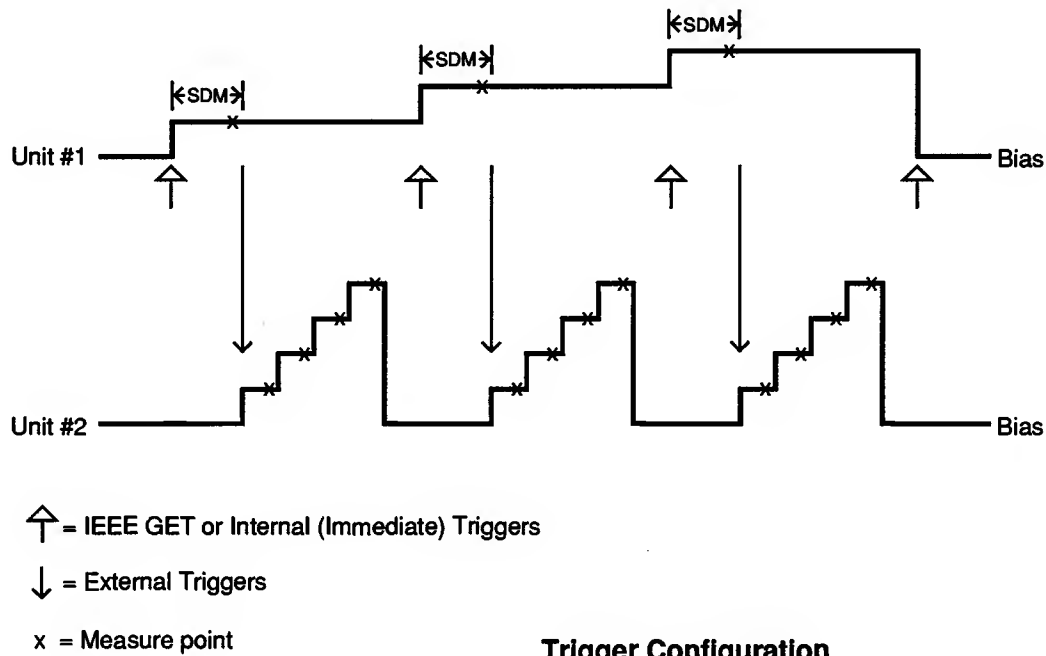 SDM
SDM
SDM
Unit #1
Bias
x
x
x
Unit #2
Bias
x x x x
x x x x
x x x x
= IEEE GET or Internal (Immediate) Triggers
= External Triggers
x = Measure point
Trigger Configuration